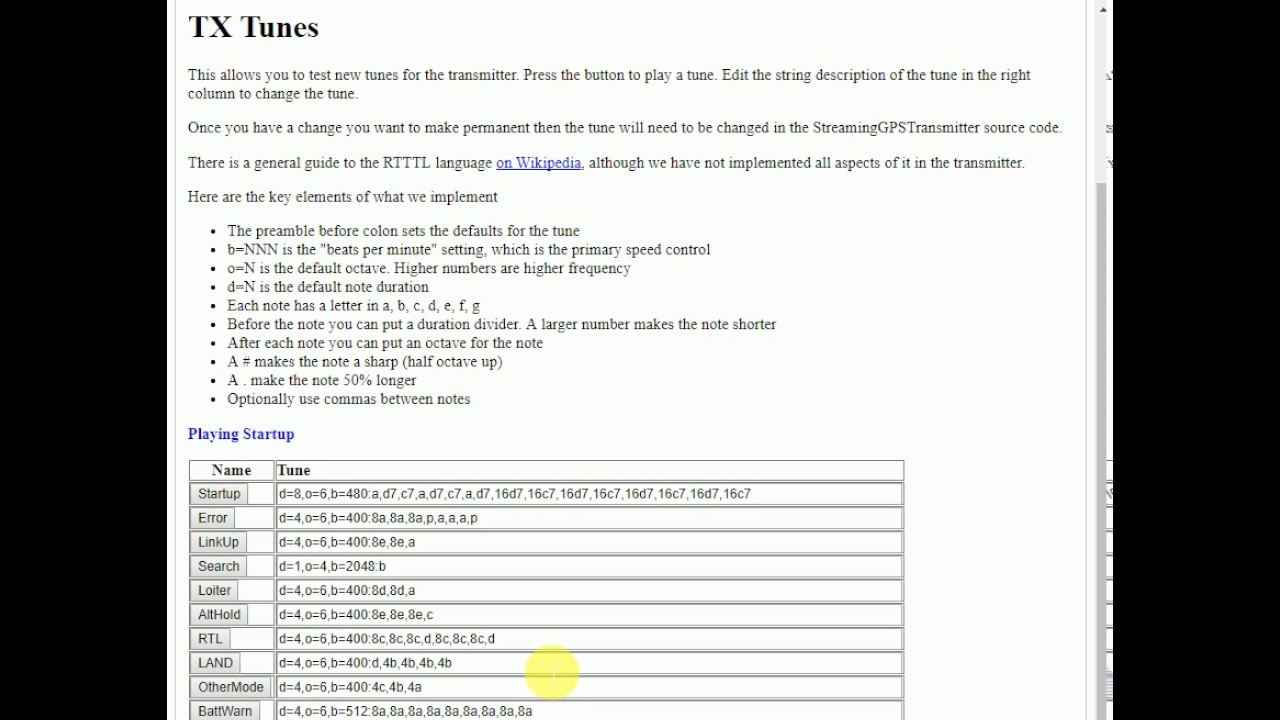 TX Tunes
This allows you to test new tunes for the transmitter. Press the button to play a tune. Edit the string description of the tune in the right
column to change the tune.
Once you have a change you want to make permanent then the tune will need to be changed in the StreamingGPSTransmitter source code.
There is a general guide to the RTTTL language on Wikipedia, although we have not implemented all aspects of it in the transmitter.
Here are the key elements of what we implement
• The preamble before colon sets the defaults for the tune
• b=NNN is the "beats per minute" setting, which is the primary speed control
• o=N is the default octave. Higher numbers are higher frequency
• d=N is the default note duration
• Each note has a letter in a, b, c, d, e, f, g
• Before the note you can put a duration divider. A larger number makes the note shorter
• After each note you can put an octave for the note
• A # makes the note a sharp (half octave up)
• A . make the note 50% longer
• Optionally use commas between notes
Playing Startup
Name Tune
Startup d=8,o=6,b=480:a,d7,c7,a,d7,c7,a,d7,16d7,16c7,16d7,16c7,16d7,16c7,16d7,16c7
Error d=4,o=6,b=400:8a,8a,8a,p,a,a,a,p
LinkUp d=4,o=6,b=400:8e,8e,a
Search d=1,o=4,b=2048:b
Loiter d=4,o=6,b=400:8d,8d,a
AltHold d=4,o=6,b=400:8e,8e,8e,c
RTL d=4,o=6,b=400:8c,8c,8c,d,8c,8c,8c,d
LAND d=4,o=6,b=400:d,4b,4b,4b,4b
OtherMode d=4,o=6,b=400:4c,4b,4a
BattWarn d=4,o=6,b=512:8a,8a,8a,8a,8a,8a,8a,8a,8a